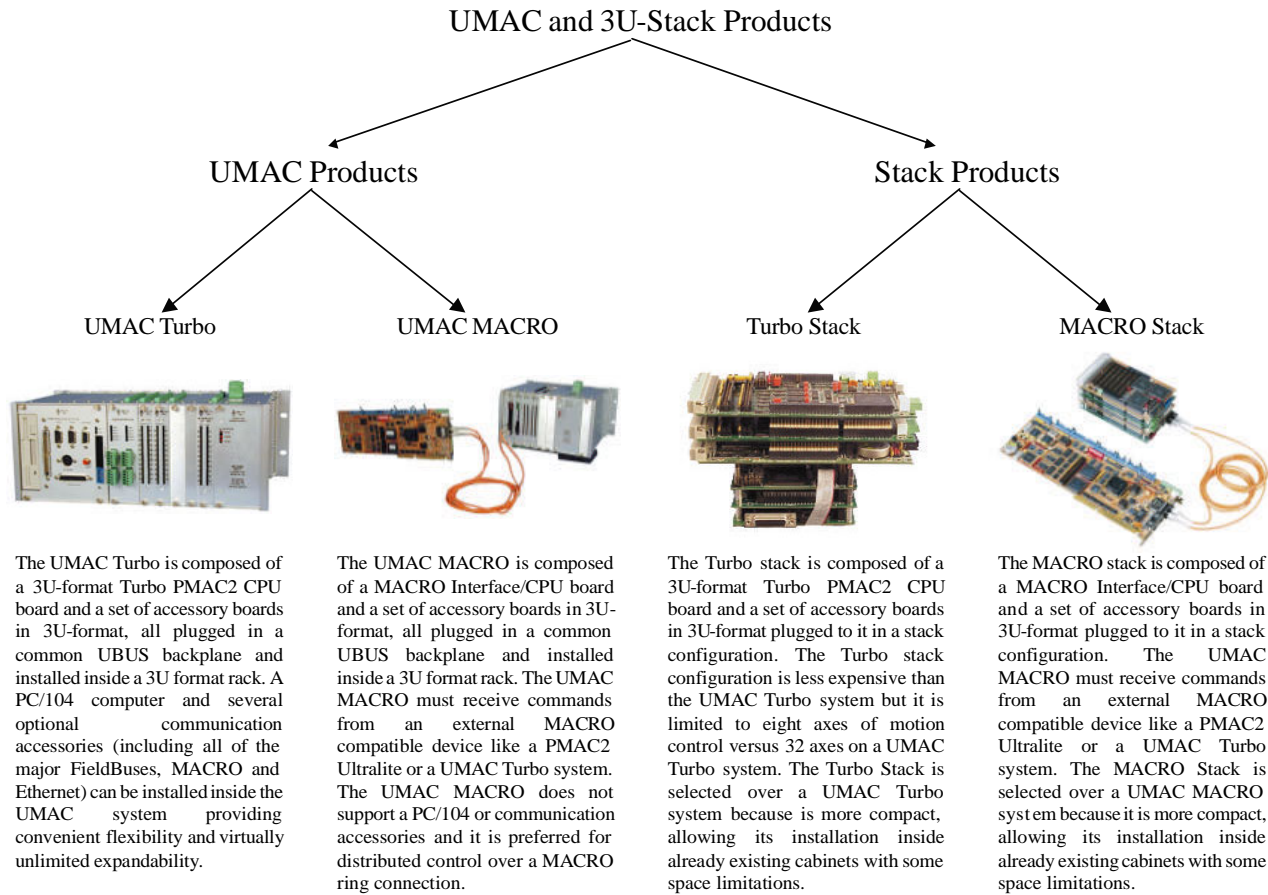 UMAC and 3U-Stack Products
UMAC Products
Stack Products
UMAC Turbo
UMAC MACRO
Turbo Stack
MACRO Stack
The UMAC Turbo is composed of
a 3U-format Turbo PMAC2 CPU
board and a set of accessory boards
in 3U-format, all plugged in a
common UBUS backplane and
installed inside a 3U format rack. A
PC/104 computer and several
optional communication
accessories (including all of the
major FieldBuses, MACRO and
Ethernet) can be installed inside the
UMAC system providing
convenient flexibility and virtually
unlimited expandability.
The UMAC MACRO is composed
of a MACRO Interface/CPU board
and a set of accessory boards in 3U-
format, all plugged in a common
UBUS backplane and installed
inside a 3U format rack. The UMAC
MACRO must receive commands
from an external MACRO
compatible device like a PMAC2
Ultralite or a UMAC Turbo system.
The UMAC MACRO does not
support a PC/104 or communication
accessories and it is preferred for
distributed control over a MACRO
ring connection.
The Turbo stack is composed of a
3U-format Turbo PMAC2 CPU
board and a set of accessory boards
in 3U-format plugged to it in a stack
configuration. The Turbo stack
configuration is less expensive than
the UMAC Turbo system but it is
limited to eight axes of motion
control versus 32 axes on a UMAC
Turbo system. The Turbo Stack is
selected over a UMAC Turbo
system because is more compact,
allowing its installation inside
already existing cabinets with some
space limitations.
The MACRO stack is composed of
a MACRO Interface/CPU board
and a set of accessory boards in
3U-format plugged to it in a stack
configuration. The UMAC
MACRO must receive commands
from an external MACRO
compatible device like a PMAC2
Ultralite or a UMAC Turbo
system. The MACRO Stack is
selected over a UMAC MACRO
syst em because it is more compact,
allowing its installation inside
already existing cabinets with some
space limitations.